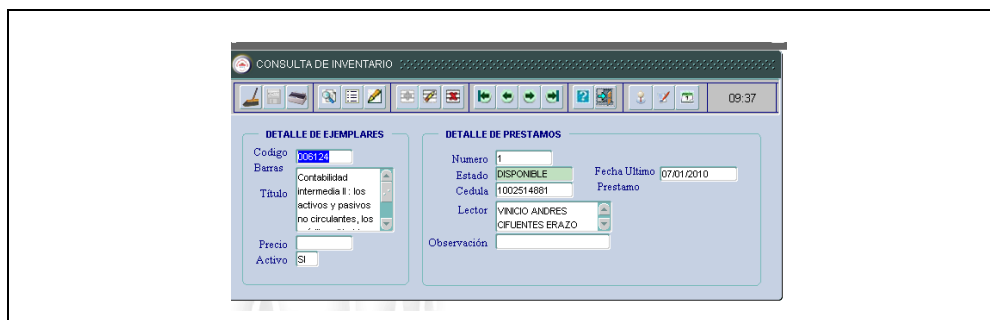 CONSULTA DE INVENTARIO
09:37
DETALLE DE EJEMPLARES
Codigo Barras 006124
Título Contabilidad
intermedia II : los
activos y pasivos
no circulantes, los
Precio
Activo SI
DETALLE DE PRESTAMOS
Numero 1
Estado DISPONIBLE
Fecha Ultimo Prestamo 07/01/2010
Cedula 1002514881
Lector VINICIO ANDRES
CIFUENTES ERAZO
Observación